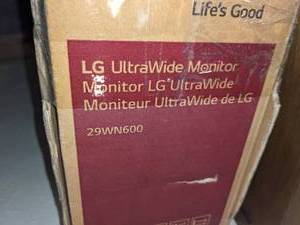 Life's Good
LG UltraWide Monitor
Monitor LG UltraWide
Moniteur UltraWide de LG
29WN600